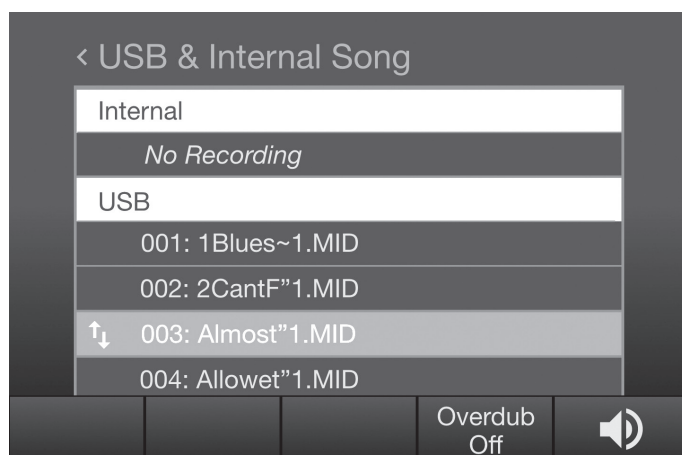 < USB & Internal Song
Internal
No Recording
USB
001: 1Blues~1.MID
002: 2CantF”1.MID
003: Almost”1.MID
004: Allowet”1.MID
Overdub
Off